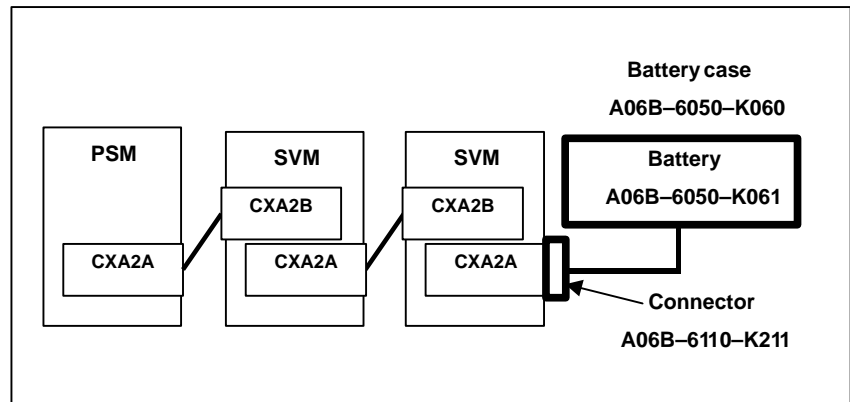 Battery case
A06B–6050–K060
PSM
SVM
SVM
Battery
A06B–6050–K061
CXA2B
CXA2B
CXA2A
CXA2A
CXA2A
Connector
A06B–6110–K211